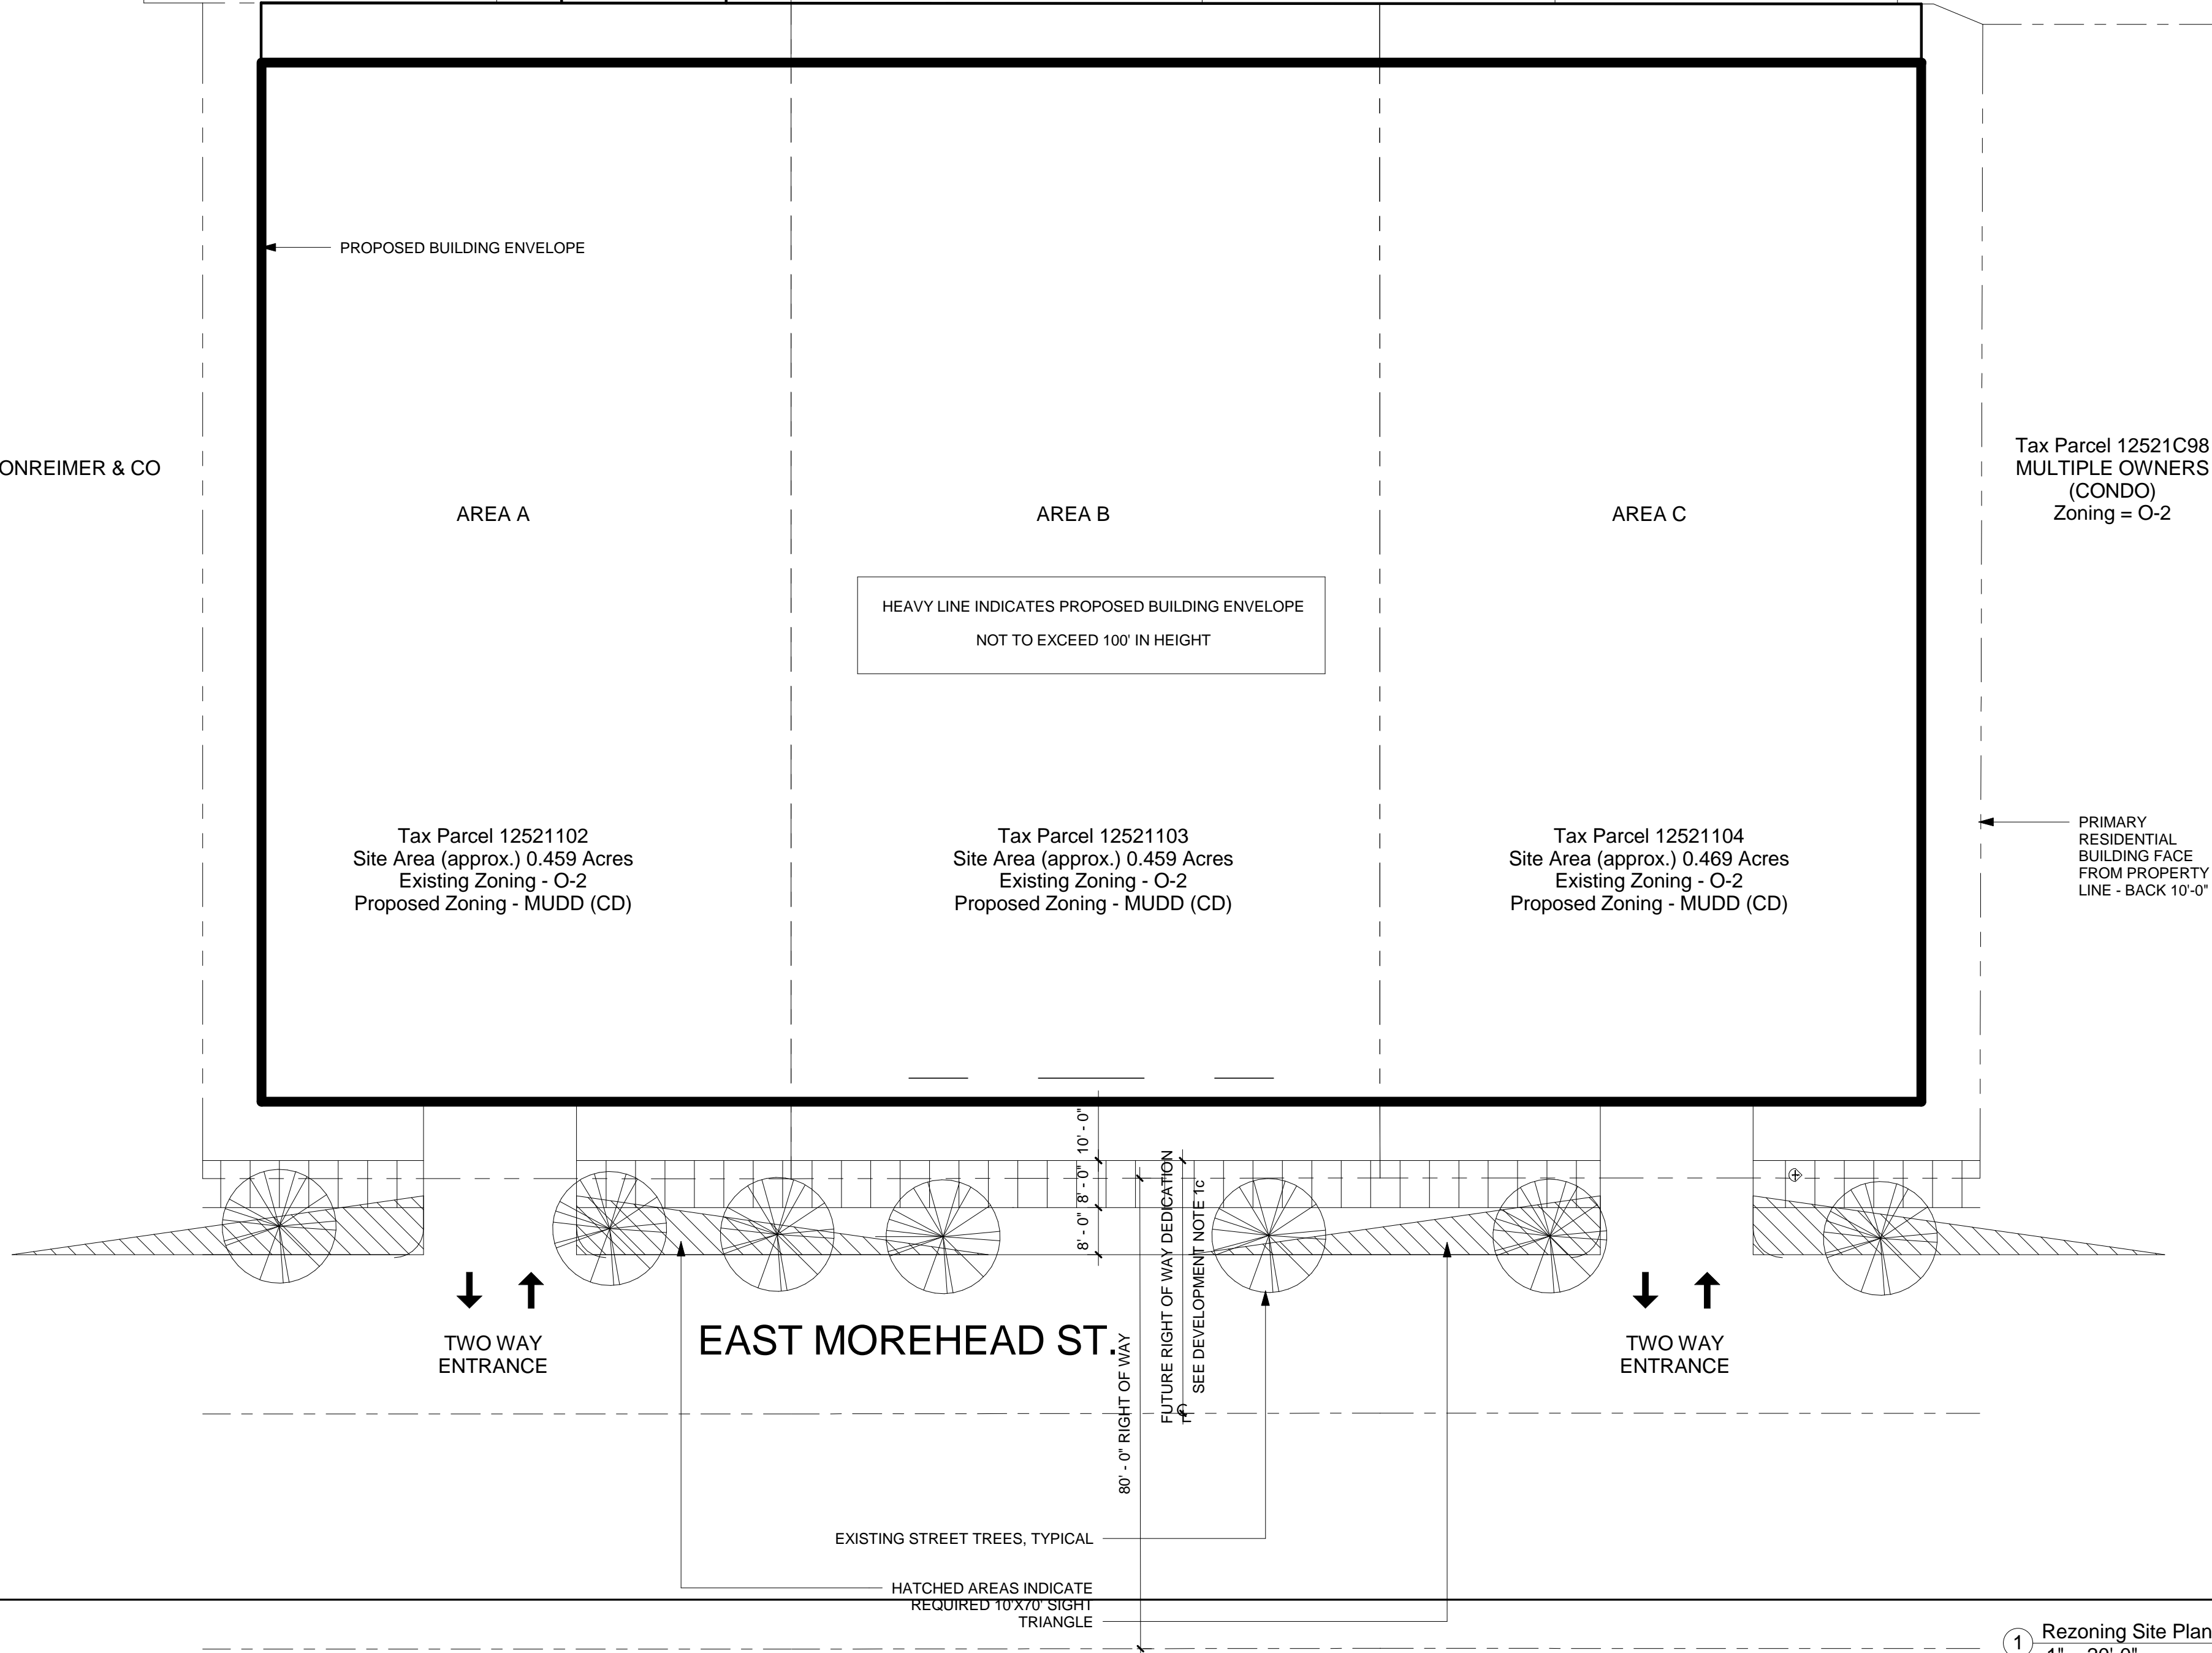 PROPOSED BUILDING ENVELOPE
ONREIMER & CO
Tax Parcel 12521C98
MULTIPLE OWNERS
(CONDO)
Zoning = O-2
AREA A
AREA B
AREA C
HEAVY LINE INDICATES PROPOSED BUILDING ENVELOPE
NOT TO EXCEED 100' IN HEIGHT
Tax Parcel 12521102
Site Area (approx.) 0.459 Acres
Existing Zoning - O-2
Proposed Zoning - MUDD (CD)
Tax Parcel 12521103
Site Area (approx.) 0.459 Acres
Existing Zoning - O-2
Proposed Zoning - MUDD (CD)
Tax Parcel 12521104
Site Area (approx.) 0.469 Acres
Existing Zoning - O-2
Proposed Zoning - MUDD (CD)
PRIMARY
RESIDENTIAL
BUILDING FACE
FROM PROPERTY
LINE - BACK 10'-0"
10' - 0"
8' - 0"
8' - 0"
FUTURE RIGHT OF WAY DEDICATION
SEE DEVELOPMENT NOTE 1c
80' - 0" RIGHT OF WAY
TWO WAY
ENTRANCE
EAST MOREHEAD ST.
TWO WAY
ENTRANCE
EXISTING STREET TREES, TYPICAL
HATCHED AREAS INDICATE
REQUIRED 10'X70' SIGHT
TRIANGLE
1 Rezoning Site Plan